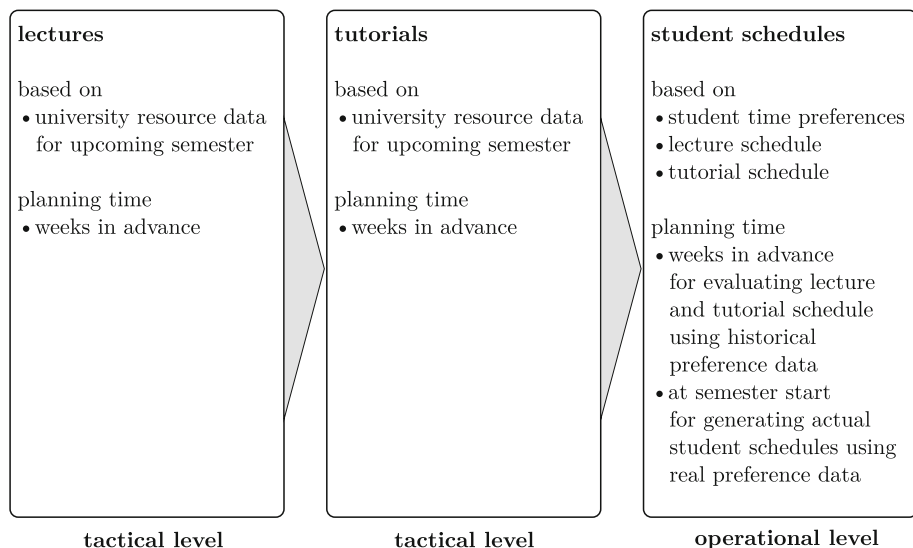 lectures
based on
• university resource data
for upcoming semester
planning time
• weeks in advance
tactical level
tutorials
based on
• university resource data
for upcoming semester
planning time
• weeks in advance
tactical level
student schedules
based on
• student time preferences
• lecture schedule
• tutorial schedule
planning time
• weeks in advance
for evaluating lecture
and tutorial schedule
using historical
preference data
• at semester start
for generating actual
student schedules using
real preference data
operational level